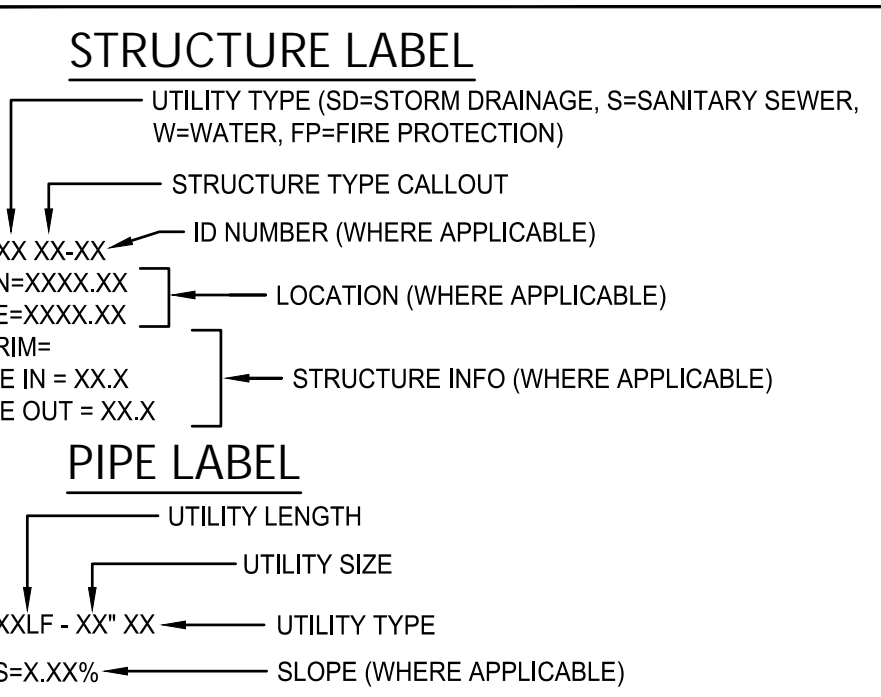 STRUCTURE LABEL
UTILITY TYPE (SD=STORM DRAINAGE, S=SANITARY SEWER,
W=WATER, FP=FIRE PROTECTION)
STRUCTURE TYPE CALLOUT
ID NUMBER (WHERE APPLICABLE)
XX XX-XX
N=XXXX.XX
E=XXXX.XX
LOCATION (WHERE APPLICABLE)
RIM=
E IN = XX.X
STRUCTURE INFO (WHERE APPLICABLE)
E OUT = XX.X
PIPE LABEL
UTILITY LENGTH
UTILITY SIZE
XXLF - XX" XX
UTILITY TYPE
S=X.XX%
SLOPE (WHERE APPLICABLE)